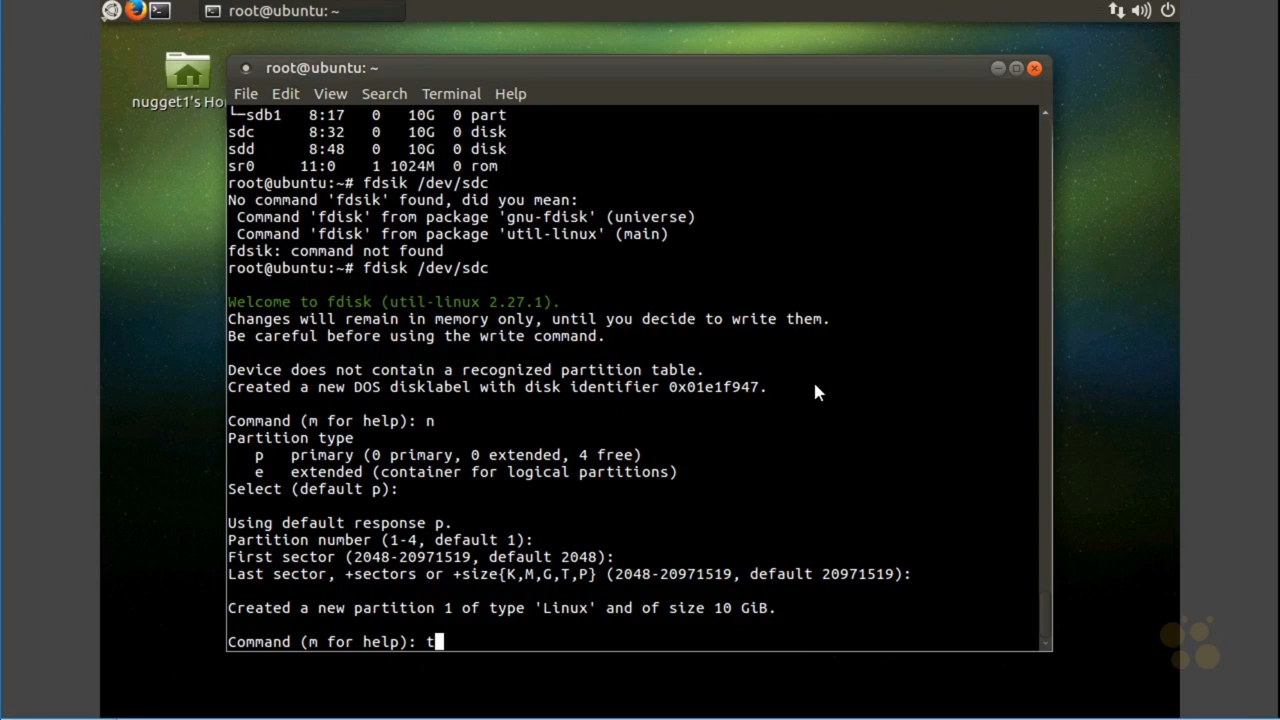 root@ubuntu: ~
nugget1's Ho
root@ubuntu: ~
File Edit View Search Terminal Help
└─sdb1   8:17   0   10G  0 part
sdc      8:32   0   10G  0 disk
sdd      8:48   0   10G  0 disk
sr0     11:0    1 1024M  0 rom
root@ubuntu:~# fdsik /dev/sdc
No command 'fdsik' found, did you mean:
 Command 'fdisk' from package 'gnu-fdisk' (universe)
 Command 'fdisk' from package 'util-linux' (main)
fdsik: command not found
root@ubuntu:~# fdisk /dev/sdc
Welcome to fdisk (util-linux 2.27.1).
Changes will remain in memory only, until you decide to write them.
Be careful before using the write command.
Device does not contain a recognized partition table.
Created a new DOS disklabel with disk identifier 0x01e1f947.
Command (m for help): n
Partition type
   p   primary (0 primary, 0 extended, 4 free)
   e   extended (container for logical partitions)
Select (default p):
Using default response p.
Partition number (1-4, default 1):
First sector (2048-20971519, default 2048):
Last sector, +sectors or +size{K,M,G,T,P} (2048-20971519, default 20971519):
Created a new partition 1 of type 'Linux' and of size 10 GiB.
Command (m for help): t